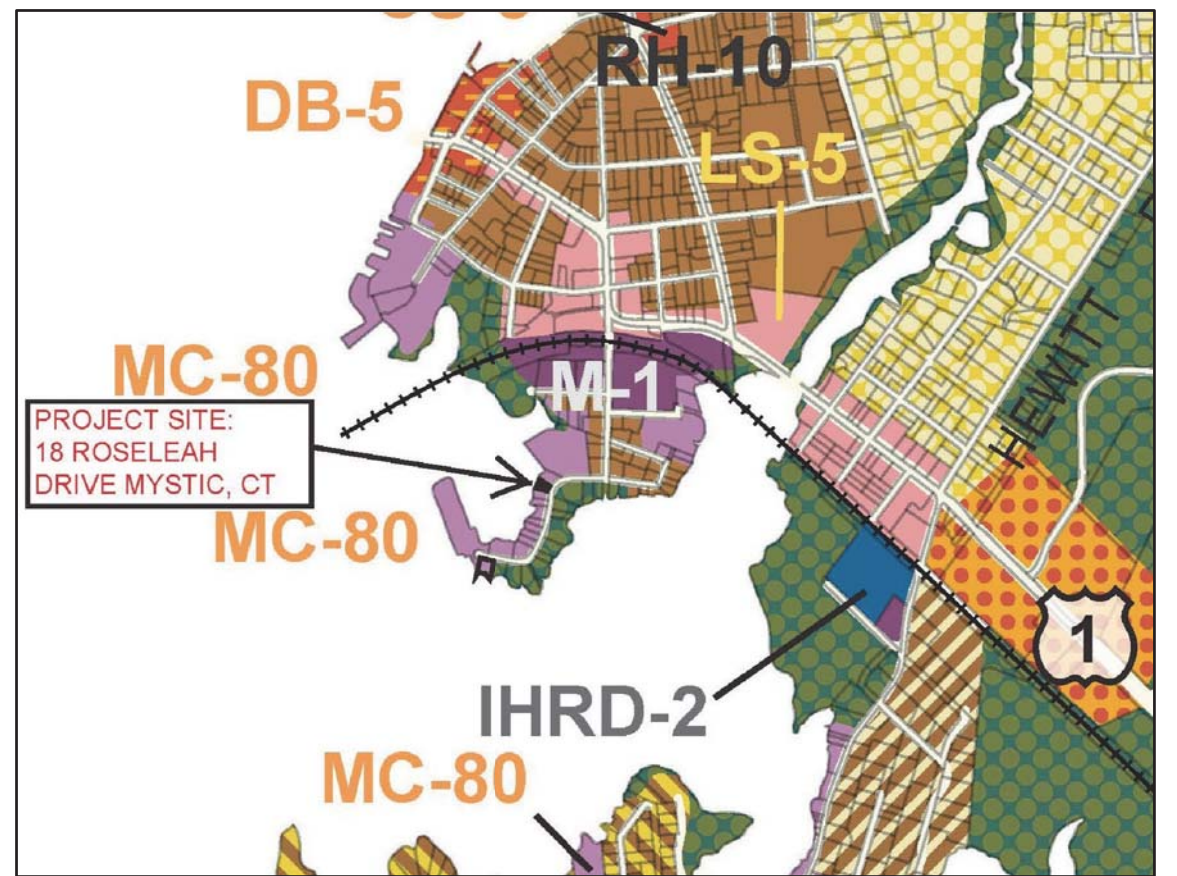 RH-10
DB-5
LS-5
MC-80
M-1
PROJECT SITE:
18 ROSELEAH
DRIVE MYSTIC, CT
HEWITT
MC-80
1
IHRD-2
MC-80